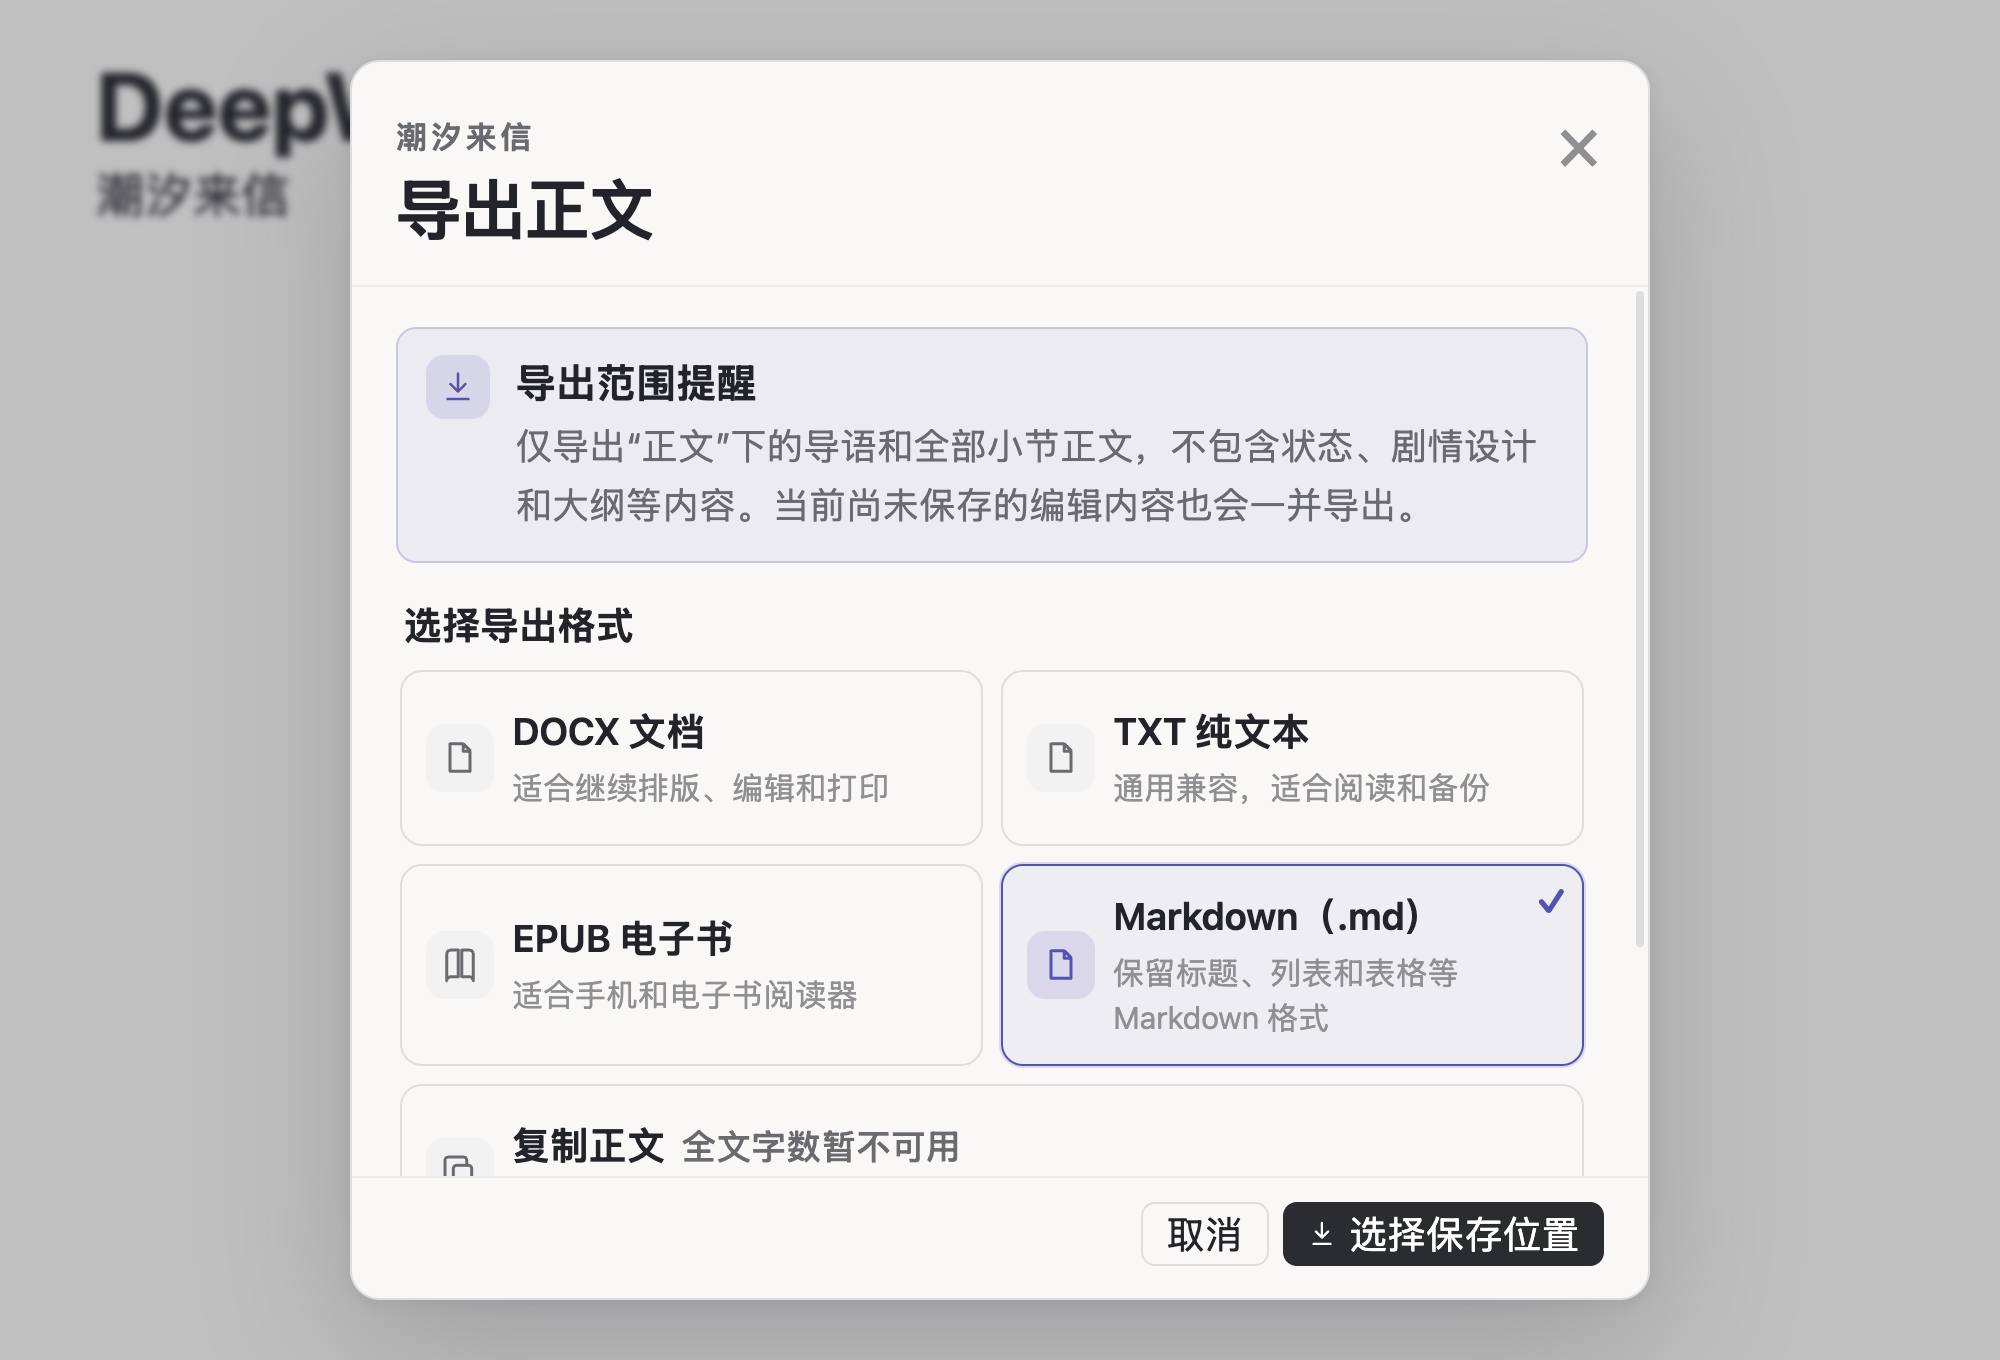 Deep
潮汐来信
潮汐来信
导出正文
导出范围提醒
仅导出“正文”下的导语和全部小节正文，不包含状态、剧情设计
和大纲等内容。当前尚未保存的编辑内容也会一并导出。
选择导出格式
DOCX 文档
适合继续排版、编辑和打印
TXT 纯文本
通用兼容，适合阅读和备份
EPUB 电子书
适合手机和电子书阅读器
Markdown（.md）
保留标题、列表和表格等
Markdown 格式
复制正文 全文字数暂不可用
取消
选择保存位置